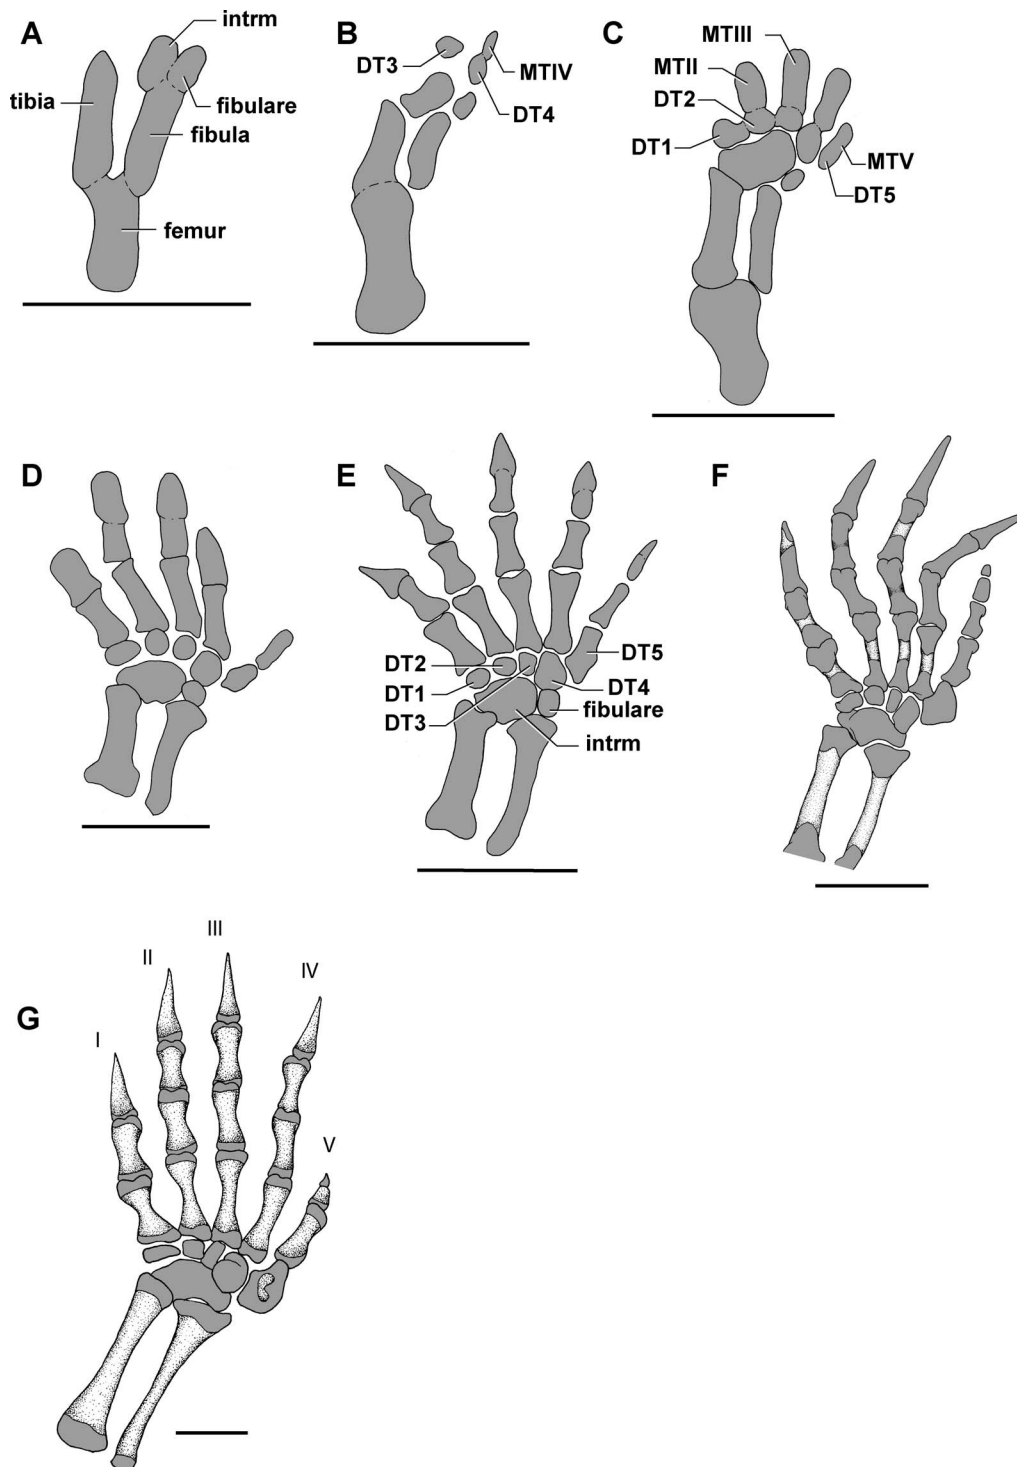 A
intrm
tibia
fibulare
fibula
femur
B
DT3
MTIV
DT4
C
MTIII
MTII
DT2
DT1
MTV
DT5
D
E
DT2
DT1
DT3
DT5
DT4
fibulare
intrm
F
G
I
II
III
IV
V